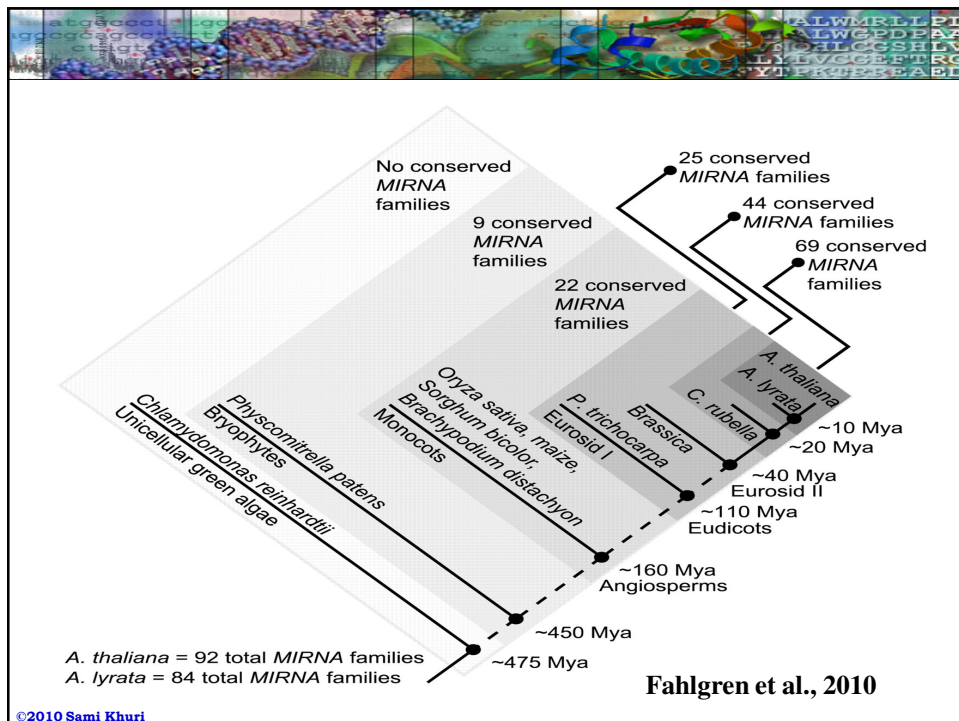 ALWMRLLPL
ALWGPDPAA
LYLVCGEFTRG
YTPKTRREAED
No conserved
MIRNA
families
9 conserved
MIRNA
families
22 conserved
MIRNA
families
25 conserved
MIRNA families
44 conserved
MIRNA families
69 conserved
MIRNA
families
Chlamydomonas reinhardtii
Unicellular green algae
Physcomitrella patens
Bryophytes
Oryza sativa, maize,
Sorghum bicolor,
Brachypodium distachyon
Monocots
P. trichocarpa
Eurosid I
Brassica
C. rubella
A. lyrata
A. thaliana
~10 Mya
~20 Mya
~40 Mya
Eurosid II
~110 Mya
Eudicots
~160 Mya
Angiosperms
~450 Mya
~475 Mya
A. thaliana = 92 total MIRNA families
A. lyrata = 84 total MIRNA families
Fahlgren et al., 2010
©2010 Sami Khuri